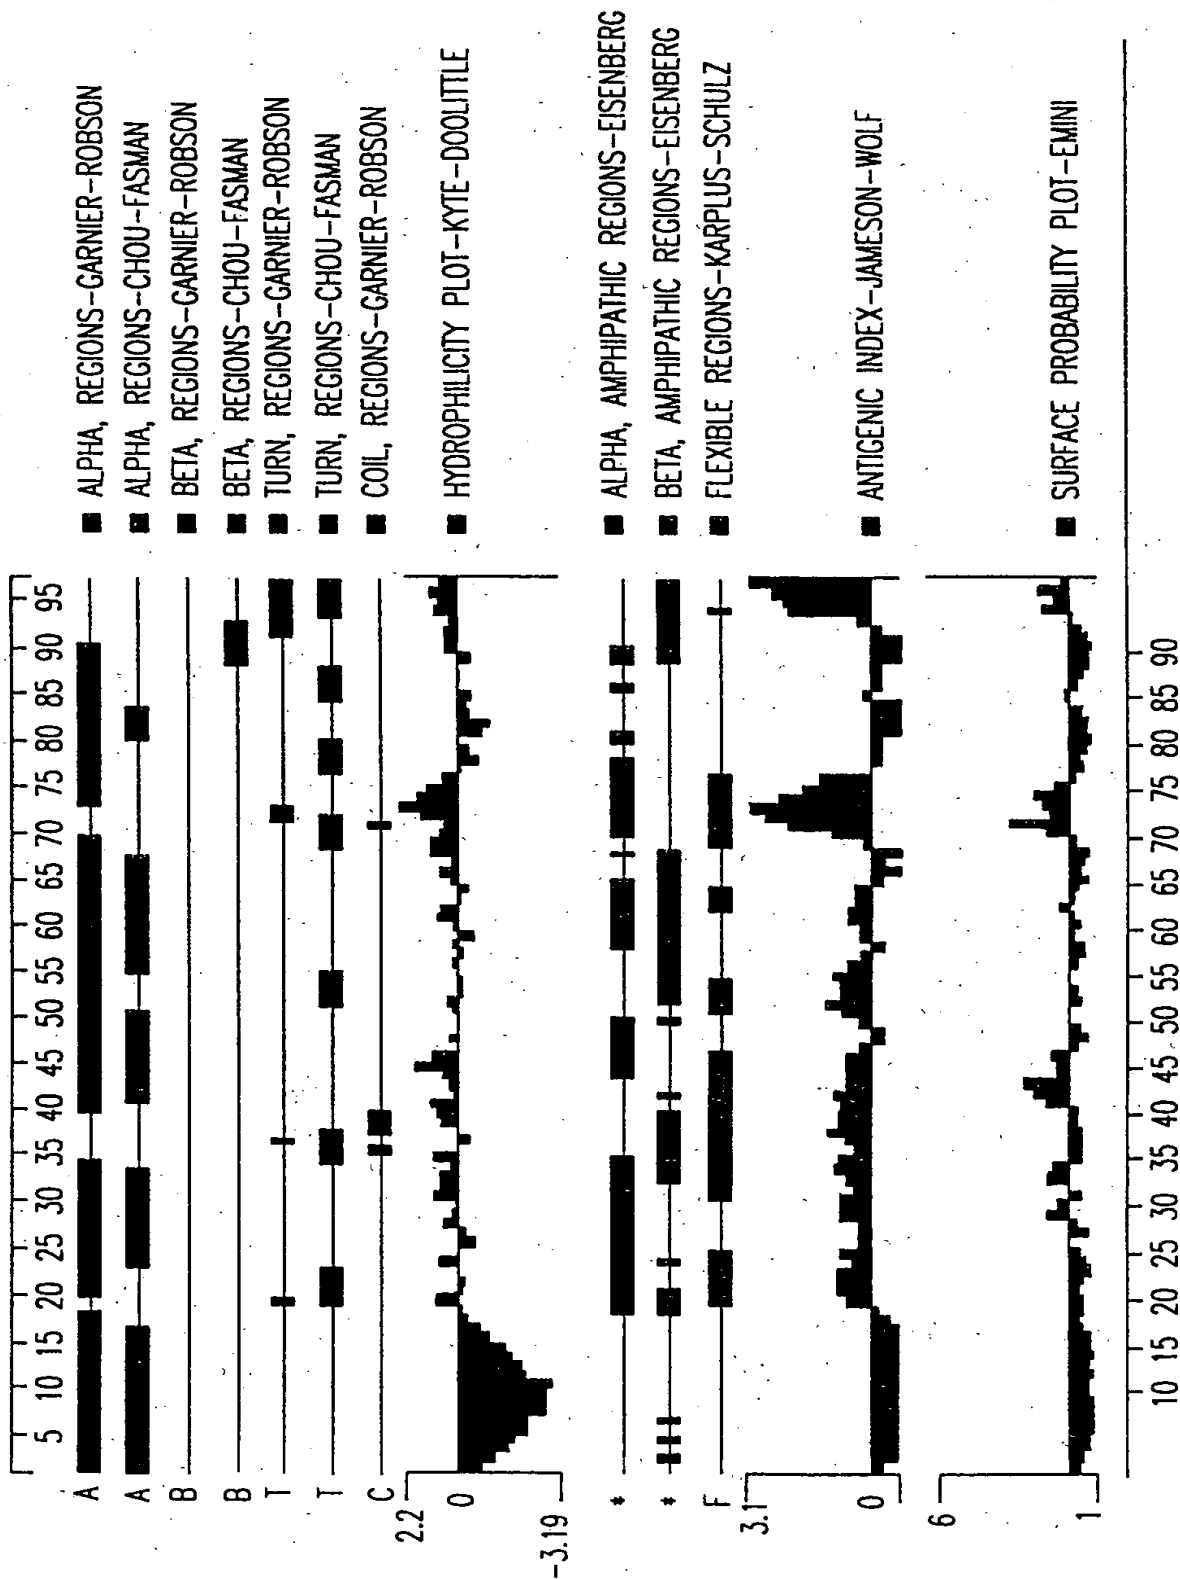 5 10 15 20 25 30 35 40 45 50 55 60 65 70 75 80 85 90 95
A ALPHA, REGIONS-GARNIER-ROBSON
A ALPHA, REGIONS-CHOU-FASMAN
B BETA, REGIONS-GARNIER-ROBSON
B BETA, REGIONS-CHOU-FASMAN
T TURN, REGIONS-GARNIER-ROBSON
T TURN, REGIONS-CHOU-FASMAN
C COIL, REGIONS-GARNIER-ROBSON
2.2
0 HYDROPHILICITY PLOT-KYTE-DOOLITTLE
-3.19
* ALPHA, AMPHIPATHIC REGIONS-EISENBERG
* BETA, AMPHIPATHIC REGIONS-EISENBERG
F FLEXIBLE REGIONS-KARPLUS-SCHULZ
3.1
0 ANTIGENIC INDEX-JAMESON-WOLF
6
SURFACE PROBABILITY PLOT-EMINI
1
10 15 20 25 30 35 40 45 50 55 60 65 70 75 80 85 90